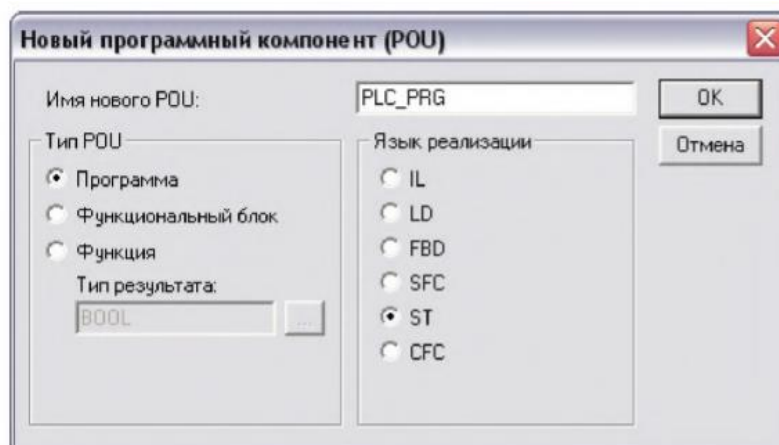 Новый программный компонент (POU)
Имя нового POU:
PLC_PRG
OK
Отмена
Тип POU
Программа
Функциональный блок
Функция
Тип результата:
BOOL
...
Язык реализации
IL
LD
FBD
SFC
ST
CFC